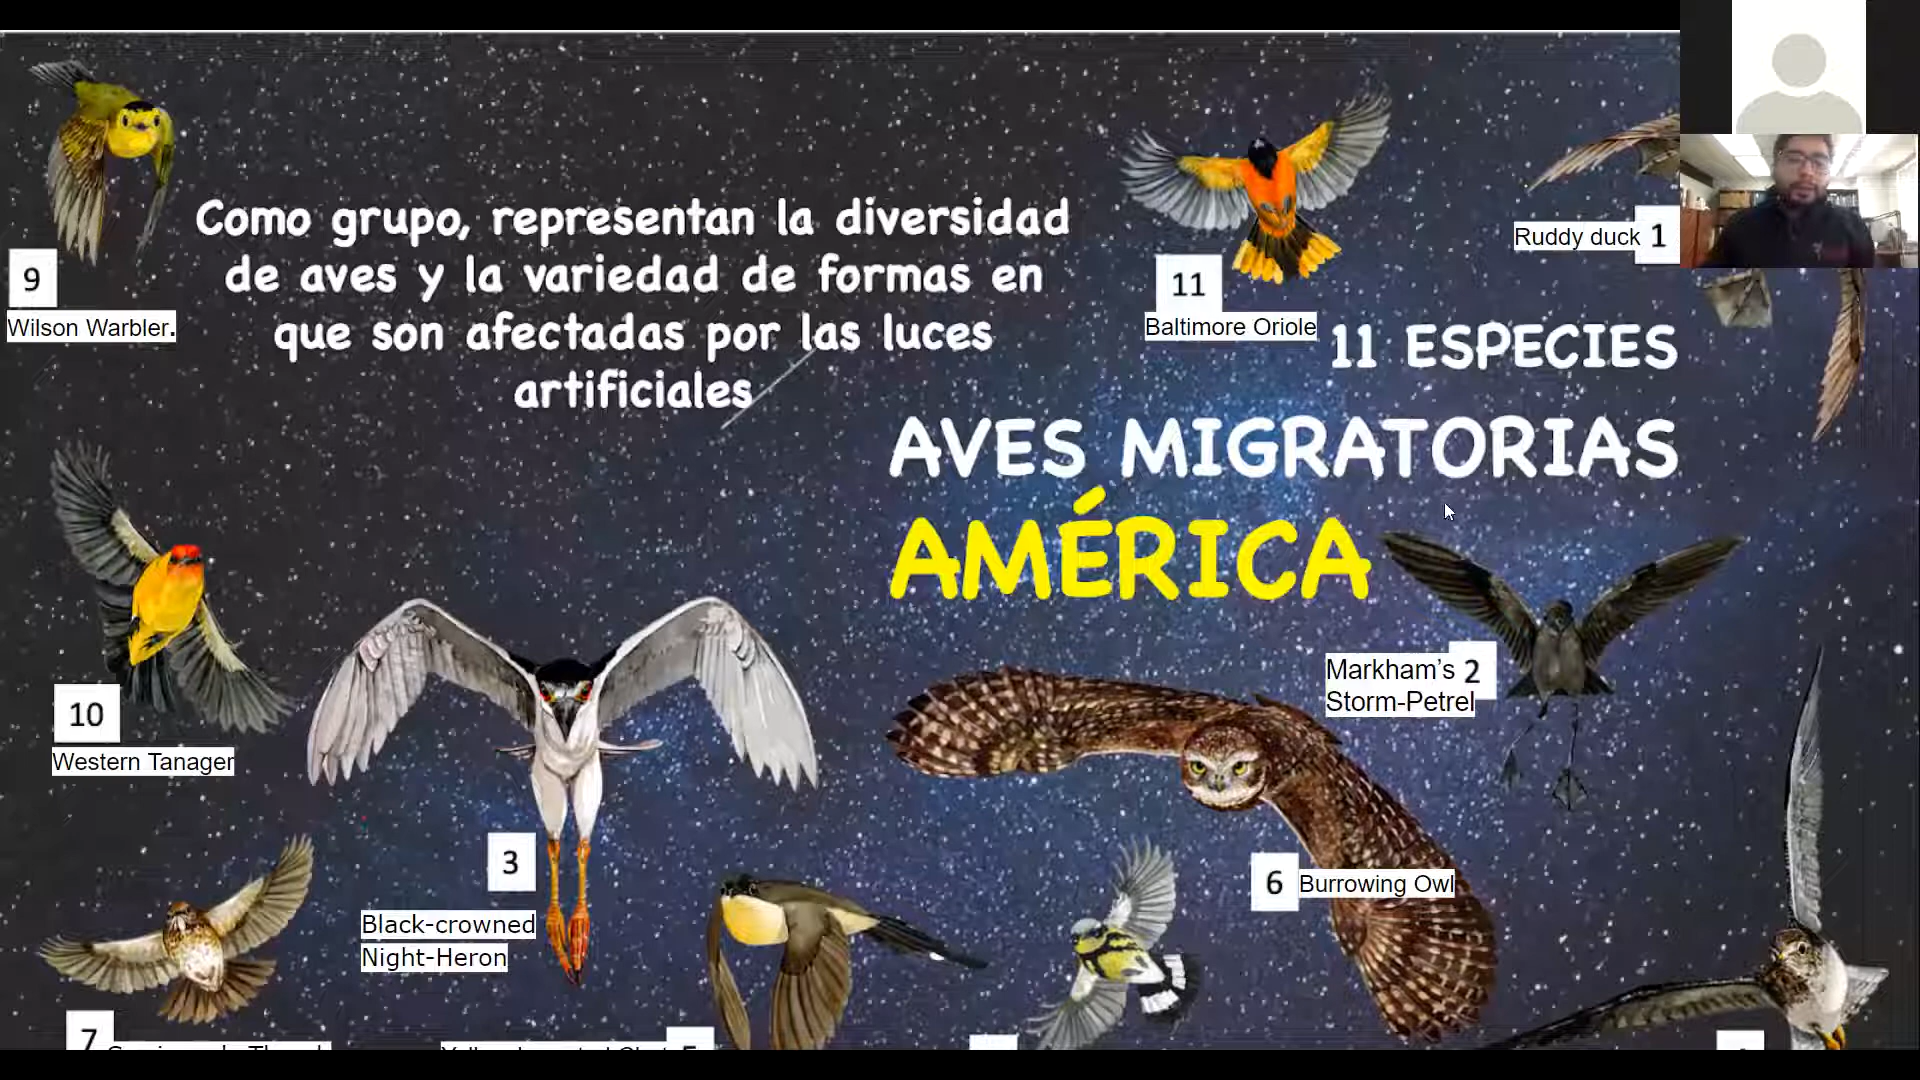 Como grupo, representan la diversidad
de aves y la variedad de formas en
que son afectadas por las luces
artificiales
9
Wilson Warbler.
11
Baltimore Oriole
Ruddy duck 1
11 ESPECIES
AVES MIGRATORIAS
AMÉRICA
10
Western Tanager
Markham's 2
Storm-Petrel
3
Black-crowned
Night-Heron
6 Burrowing Owl
7